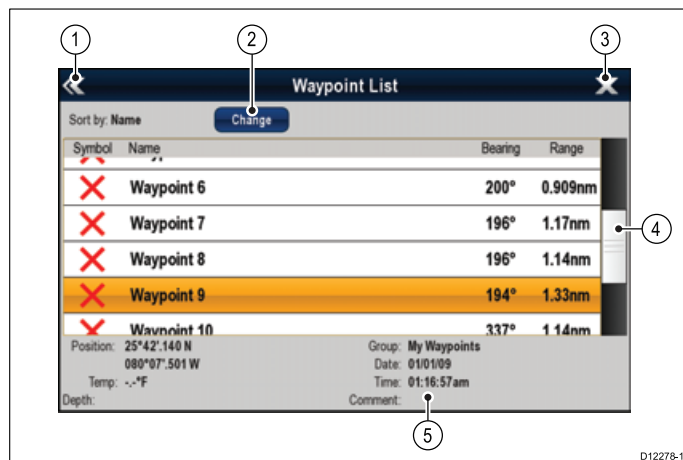 1 2 3
Waypoint List
Sort by: Name Change
Symbol Name Bearing Range
Waypoint 6 200° 0.909nm
Waypoint 7 196° 1.17nm
4
Waypoint 8 196° 1.14nm
Waypoint 9 194° 1.33nm
Waypoint 10 337° 1.14nm
Position: 25°42'.140 N Group: My Waypoints
080°07'.501 W Date: 01/01/09
Temp: -.-°F Time: 01:16:57am
Depth: Comment:
5
D12278-1